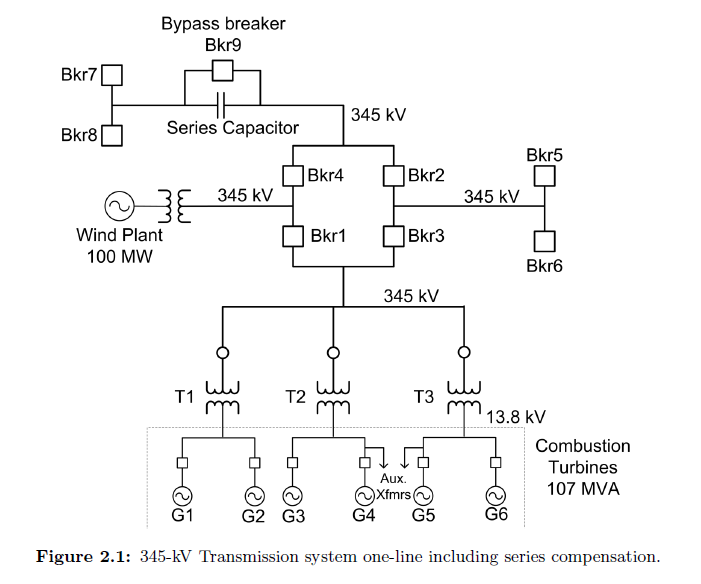 Bypass breaker
Bkr9
Bkr7
Bkr8
Series Capacitor
345 kV
Bkr4
Bkr2
Bkr5
345 kV
345 kV
Wind Plant
100 MW
Bkr1
Bkr3
Bkr6
345 kV
T1
T2
T3
13.8 kV
Combustion
Turbines
107 MVA
Aux.
Xfmrs
G1
G2
G3
G4
G5
G6
Figure 2.1: 345-kV Transmission system one-line including series compensation.